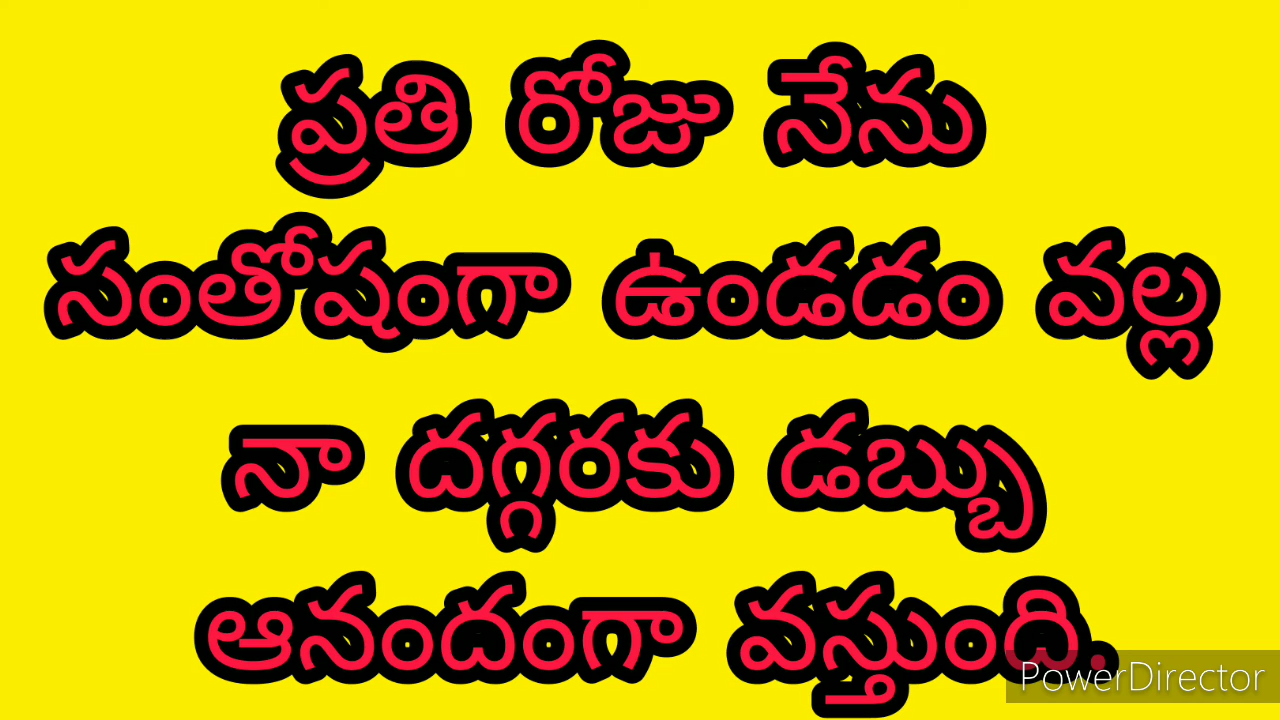 ప్రతి రోజు నేను
సంతోషంగా ఉండడం వల్ల
నా దగ్గరకు డబ్బు
ఆనందంగా వస్తుంది.
PowerDirector